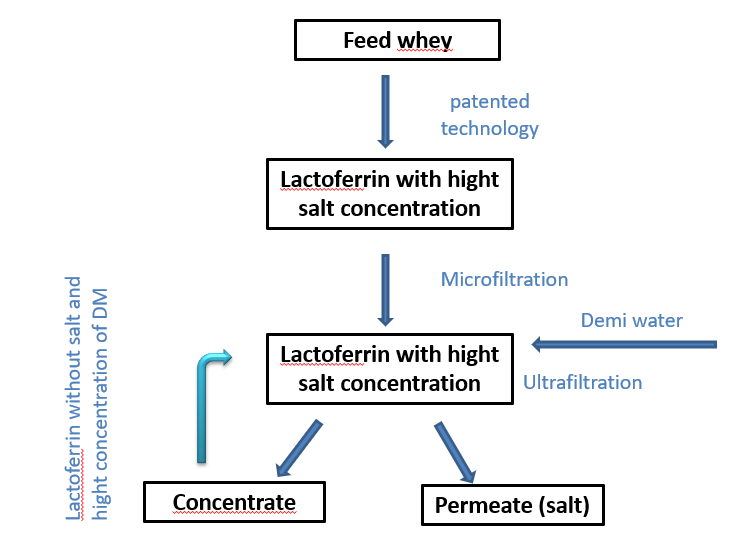 Feed whey
patented
technology
Lactoferrin with hight
salt concentration
Microfiltration
Demi water
Lactoferrin with hight
salt concentration
Ultrafiltration
Lactoferrin without salt and
hight concentration of DM
Concentrate
Permeate (salt)